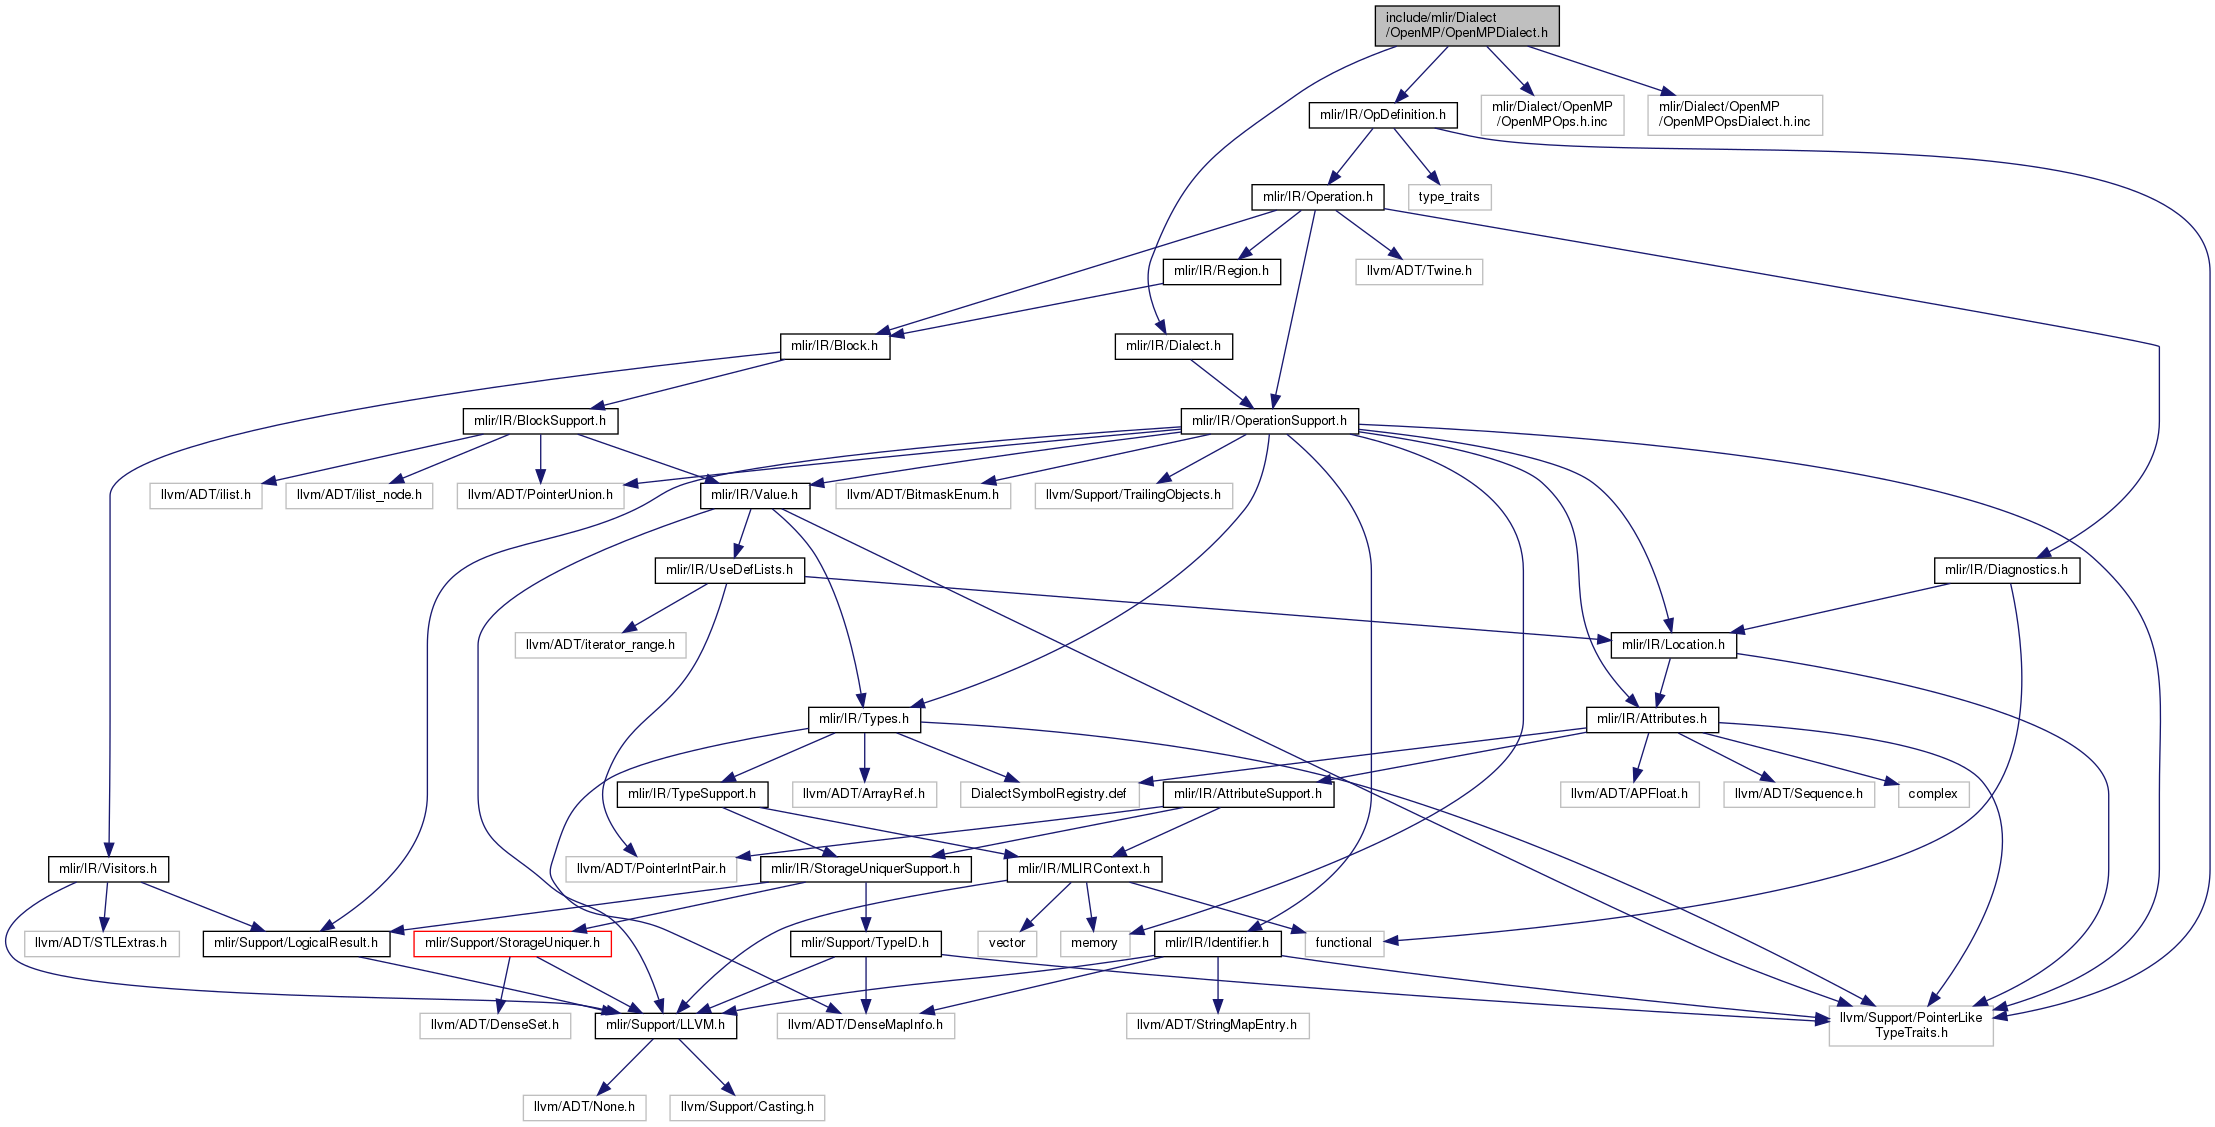 include/mlir/Dialect
/OpenMP/OpenMPDialect.h
mlir/IR/OpDefinition.h
mlir/Dialect/OpenMP
/OpenMPOps.h.inc
mlir/Dialect/OpenMP
/OpenMPOpsDialect.h.inc
mlir/IR/Operation.h
type_traits
mlir/IR/Region.h
llvm/ADT/Twine.h
mlir/IR/Block.h
mlir/IR/Dialect.h
mlir/IR/BlockSupport.h
mlir/IR/OperationSupport.h
llvm/ADT/ilist.h
llvm/ADT/ilist_node.h
llvm/ADT/PointerUnion.h
mlir/IR/Value.h
llvm/ADT/BitmaskEnum.h
llvm/Support/TrailingObjects.h
mlir/IR/UseDefLists.h
mlir/IR/Diagnostics.h
llvm/ADT/iterator_range.h
mlir/IR/Location.h
mlir/IR/Types.h
mlir/IR/Attributes.h
mlir/IR/TypeSupport.h
llvm/ADT/ArrayRef.h
DialectSymbolRegistry.def
mlir/IR/AttributeSupport.h
llvm/ADT/APFloat.h
llvm/ADT/Sequence.h
complex
mlir/IR/Visitors.h
llvm/ADT/PointerIntPair.h
mlir/IR/StorageUniquerSupport.h
mlir/IR/MLIRContext.h
llvm/ADT/STLExtras.h
mlir/Support/LogicalResult.h
mlir/Support/StorageUniquer.h
mlir/Support/TypeID.h
vector
memory
mlir/IR/Identifier.h
functional
llvm/ADT/DenseSet.h
mlir/Support/LLVM.h
llvm/ADT/DenseMapInfo.h
llvm/ADT/StringMapEntry.h
llvm/Support/PointerLike
TypeTraits.h
llvm/ADT/None.h
llvm/Support/Casting.h